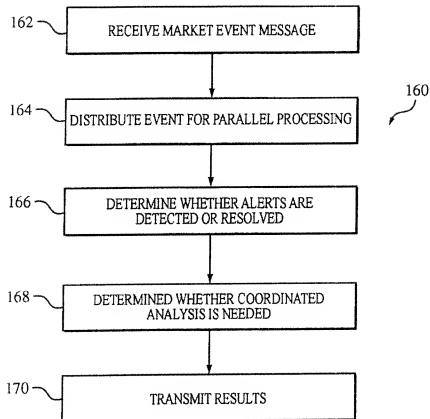 162
RECEIVE MARKET EVENT MESSAGE
160
164
DISTRIBUTE EVENT FOR PARALLEL PROCESSING
166
DETERMINE WHETHER ALERTS ARE
DETECTED OR RESOLVED
168
DETERMINED WHETHER COORDINATED
ANALYSIS IS NEEDED
170
TRANSMIT RESULTS